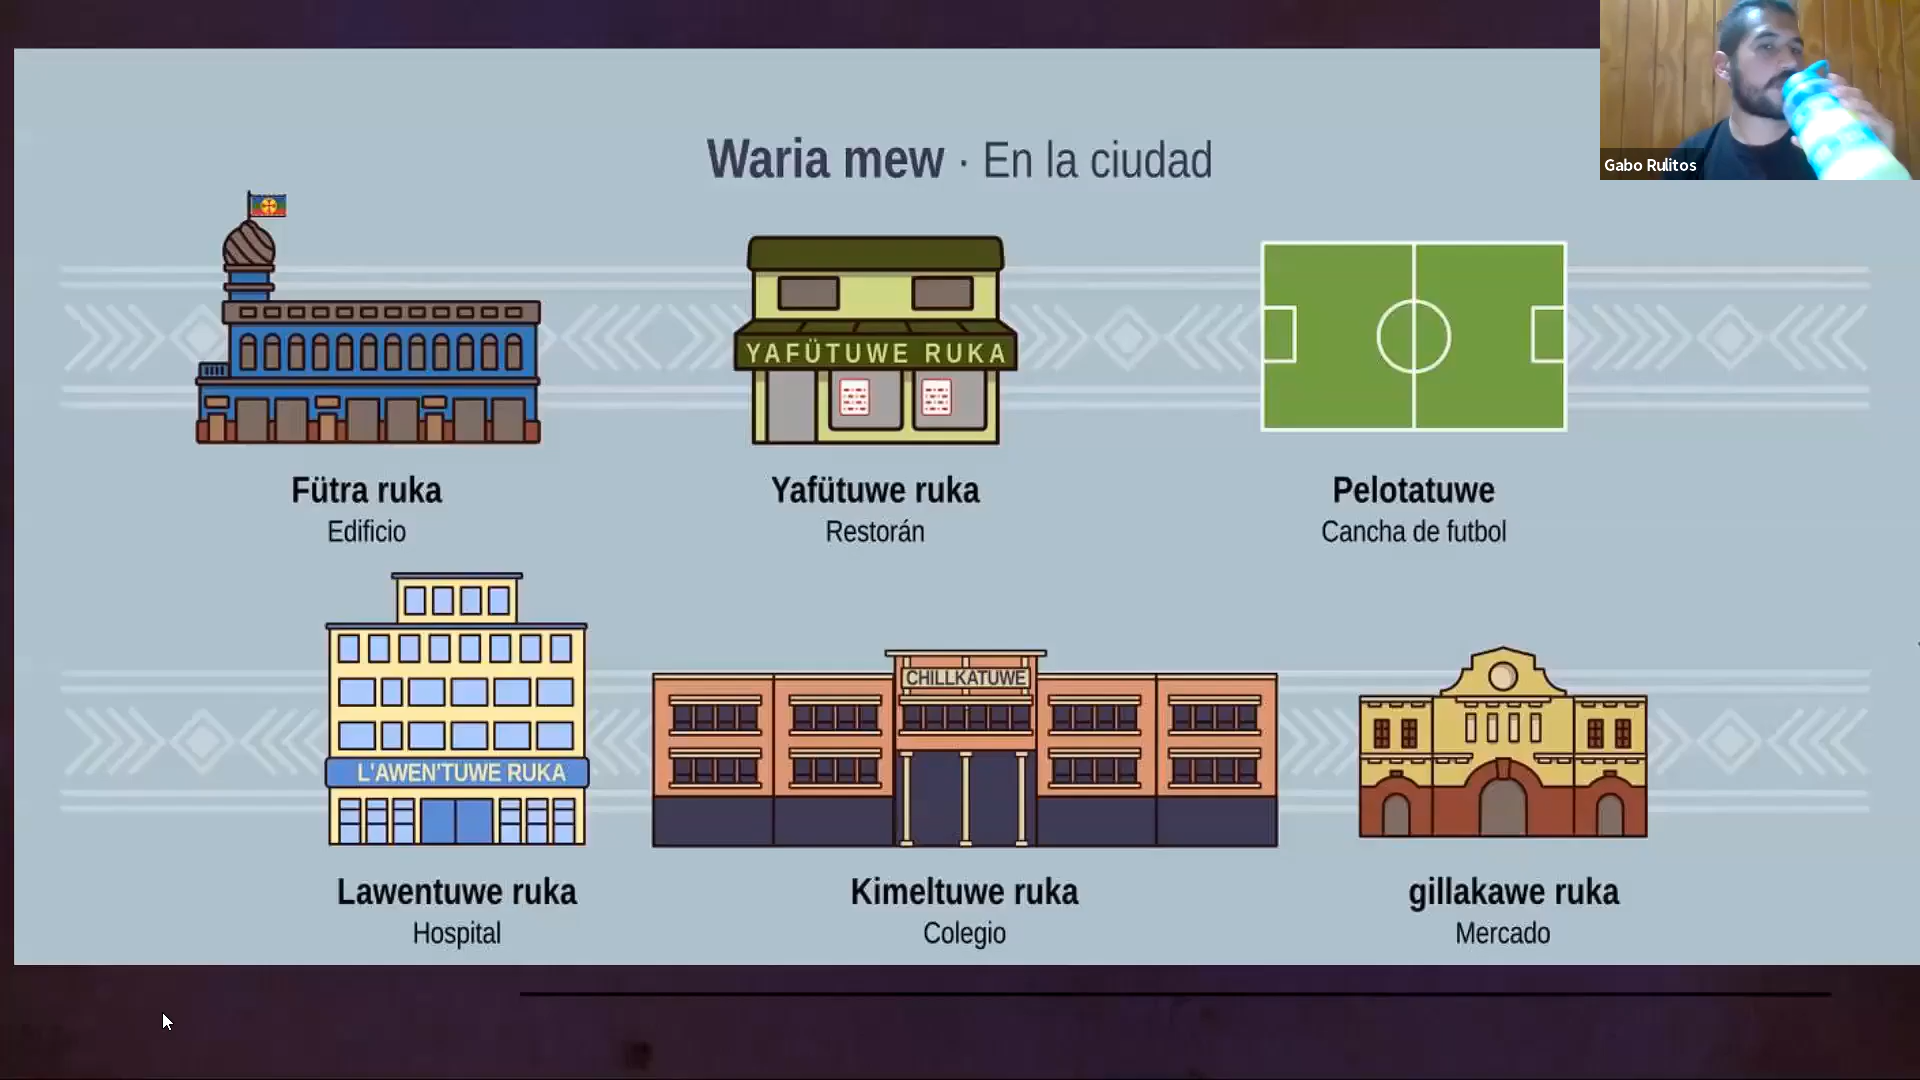 Gabo Rulitos
Waria mew · En la ciudad
YAFÜTUWE RUKA
Fütra ruka
Edificio
Yafütuwe ruka
Restorán
Pelotatuwe
Cancha de futbol
L'AWEN'TUWE RUKA
CHILLKATUWE
Lawentuwe ruka
Hospital
Kimeltuwe ruka
Colegio
gillakawe ruka
Mercado